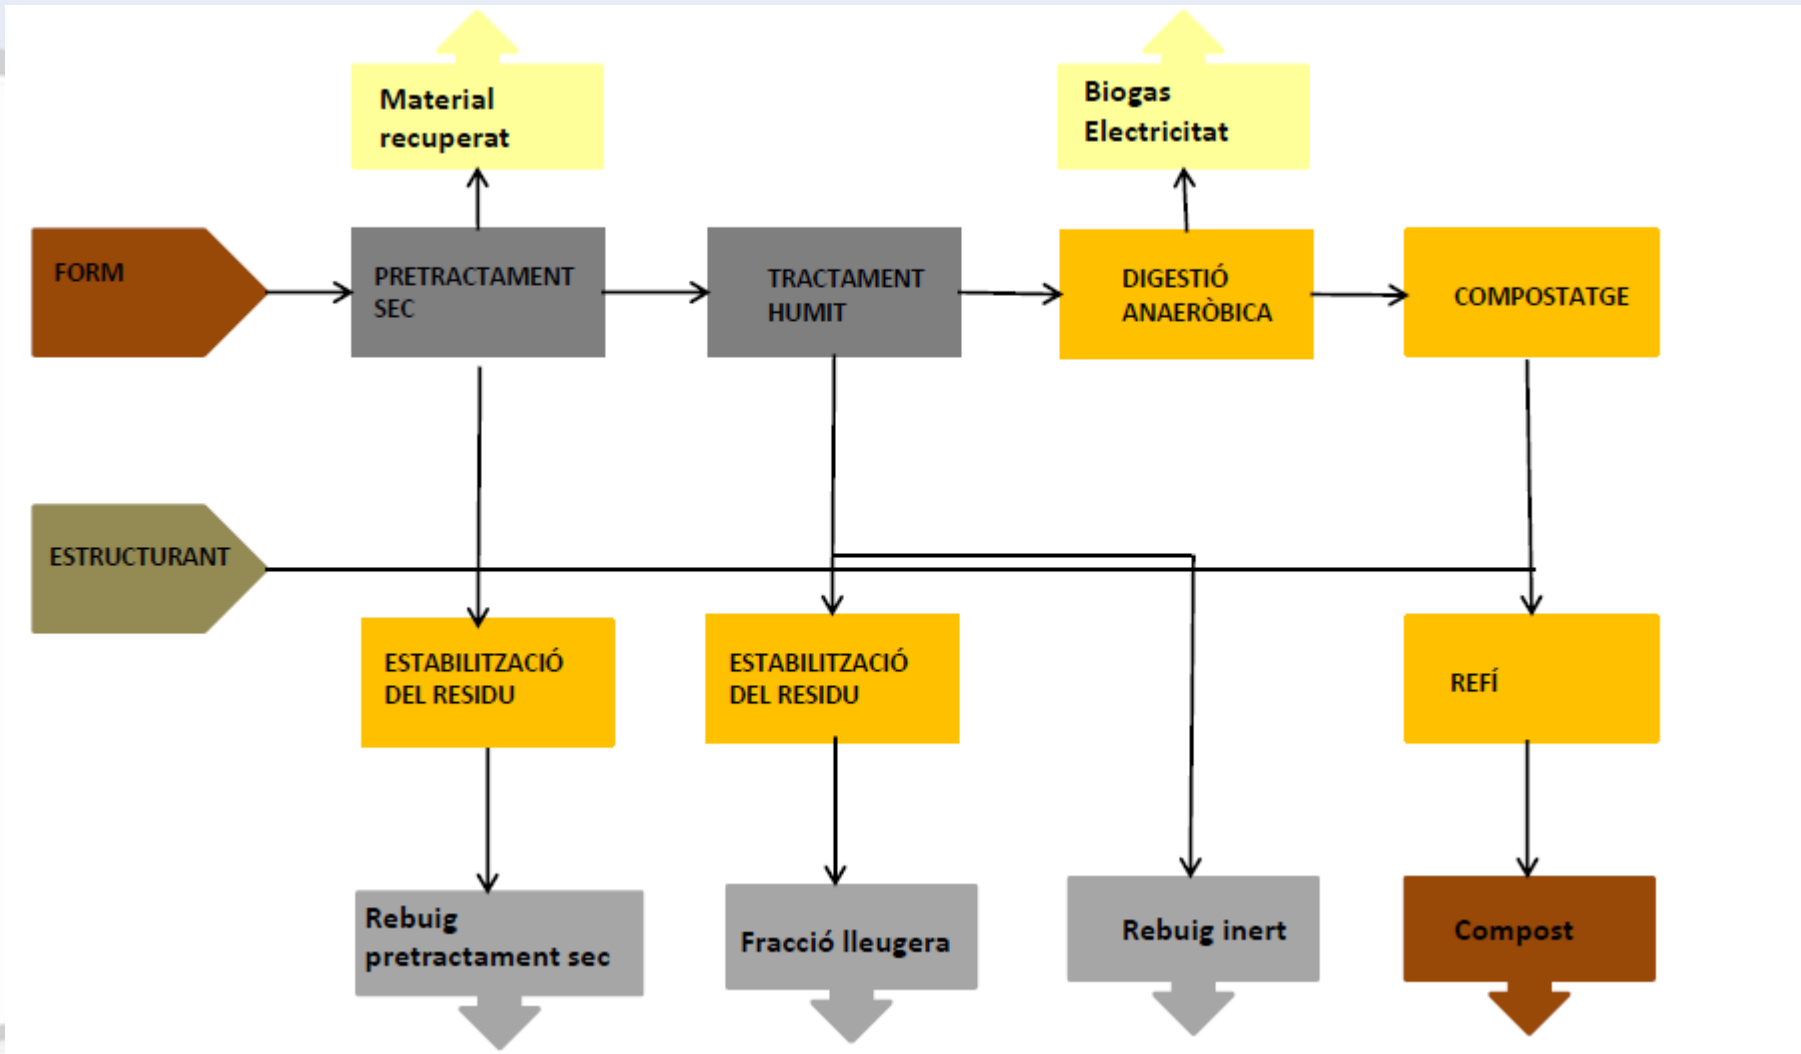 Material
recuperat
Biogas
Electricitat
FORM
PRETRACTAMENT
SEC
TRACTAMENT
HUMIT
DIGESTIÓ
ANAERÒBICA
COMPOSTATGE
ESTRUCTURANT
ESTABILITZACIÓ
DEL RESIDU
ESTABILITZACIÓ
DEL RESIDU
REFÍ
Rebuig
pretractament sec
Fracció lleugera
Rebuig inert
Compost